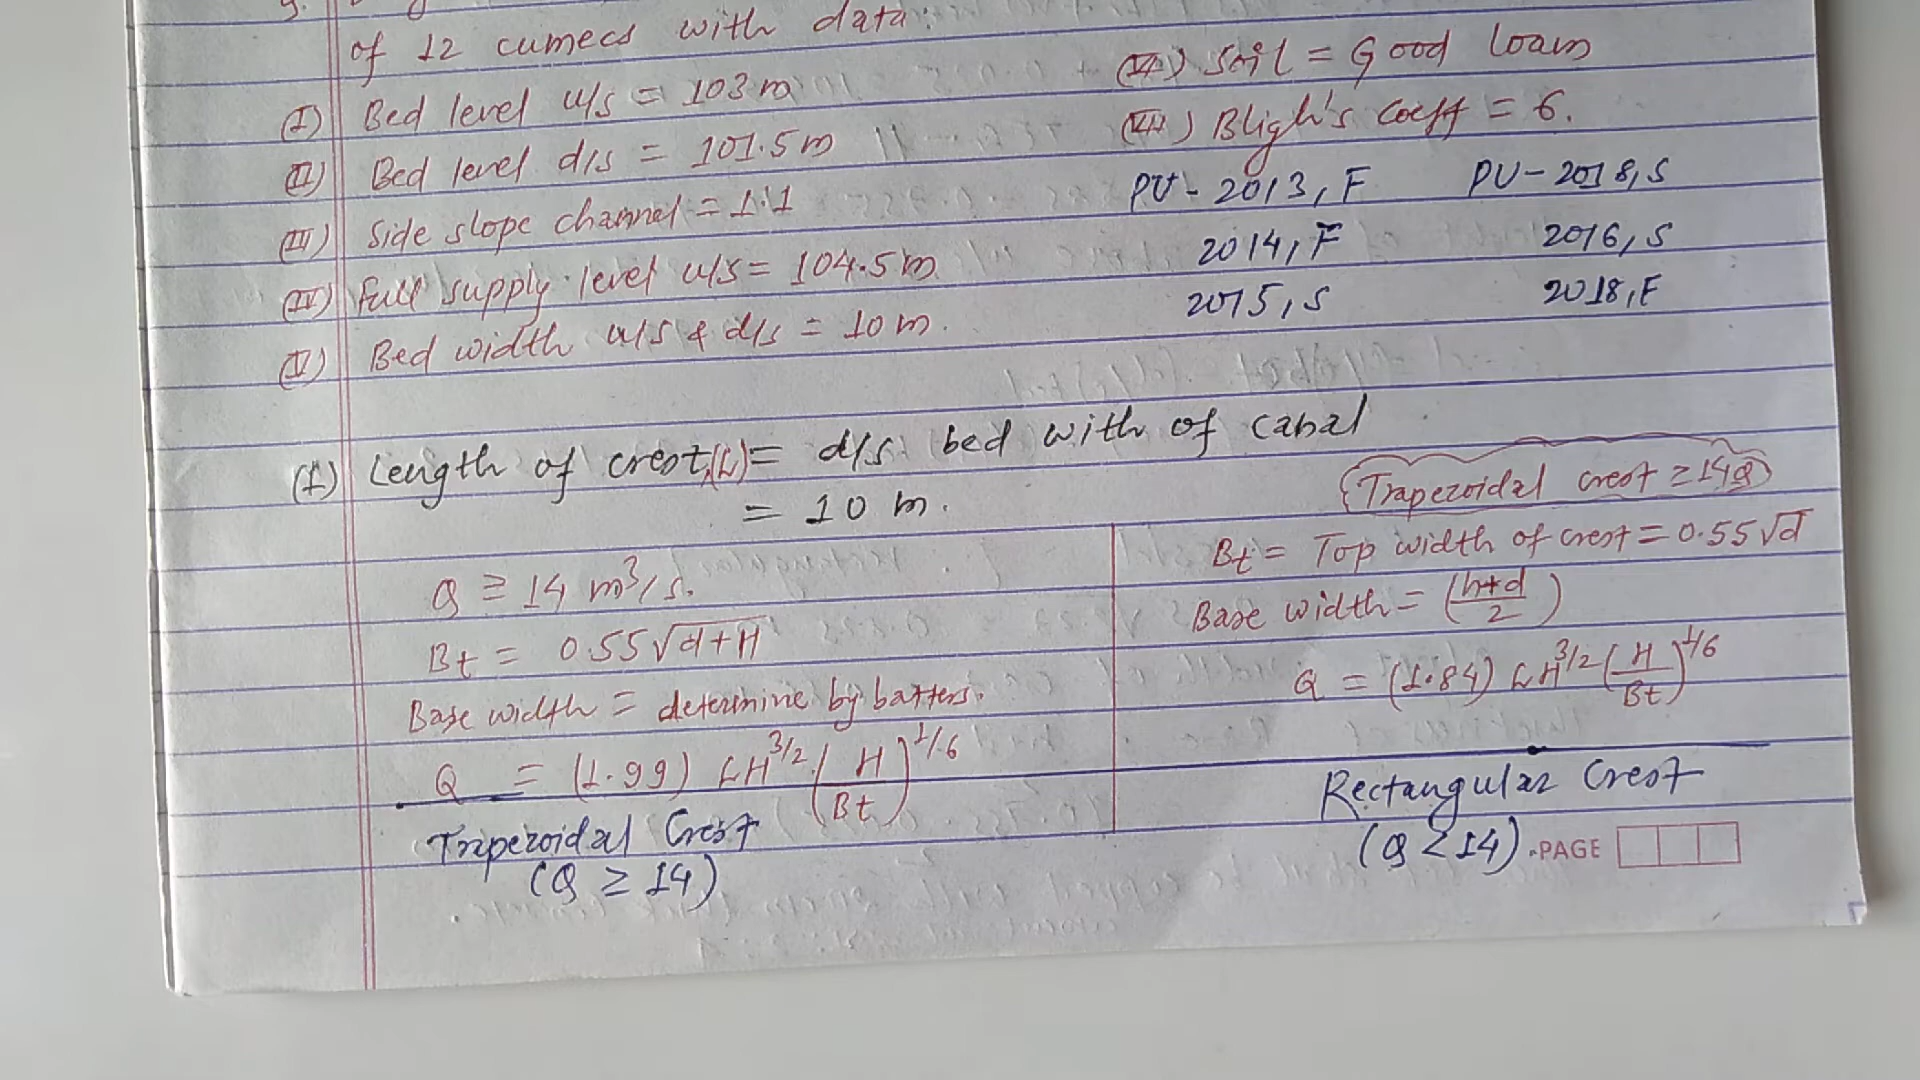 of 12 cumecs with data:
(I) Bed level u/s = 103 m
(II) Bed level d/s = 101.5 m
(III) Side slope channel = 1:1
(IV) Full supply level u/s = 104.5 m
(V) Bed width u/s & d/s = 10 m.
(VI) Soil = Good loam
(VII) Bligh's coeff = 6.
PU - 2013, F PU - 2018, S
2014, F 2016, S
2015, S 2018, F
(I) Length of crest, (L) = d/s bed with of canal
= 10 m.
Trapezoidal crest ≥ 14Q
Q ≥ 14 m³/s.
Bt = 0.55 √d+H
Base width = determine by batters.
Q = (1.99) LH^3/2 (H/Bt)^1/6
Trapezoidal Crest
(Q ≥ 14)
Bt = Top width of crest = 0.55 √d
Base width = (h+d/2)
Q = (1.84) LH^3/2 (H/Bt)^1/6
Rectangular Crest
(Q < 14).
PAGE